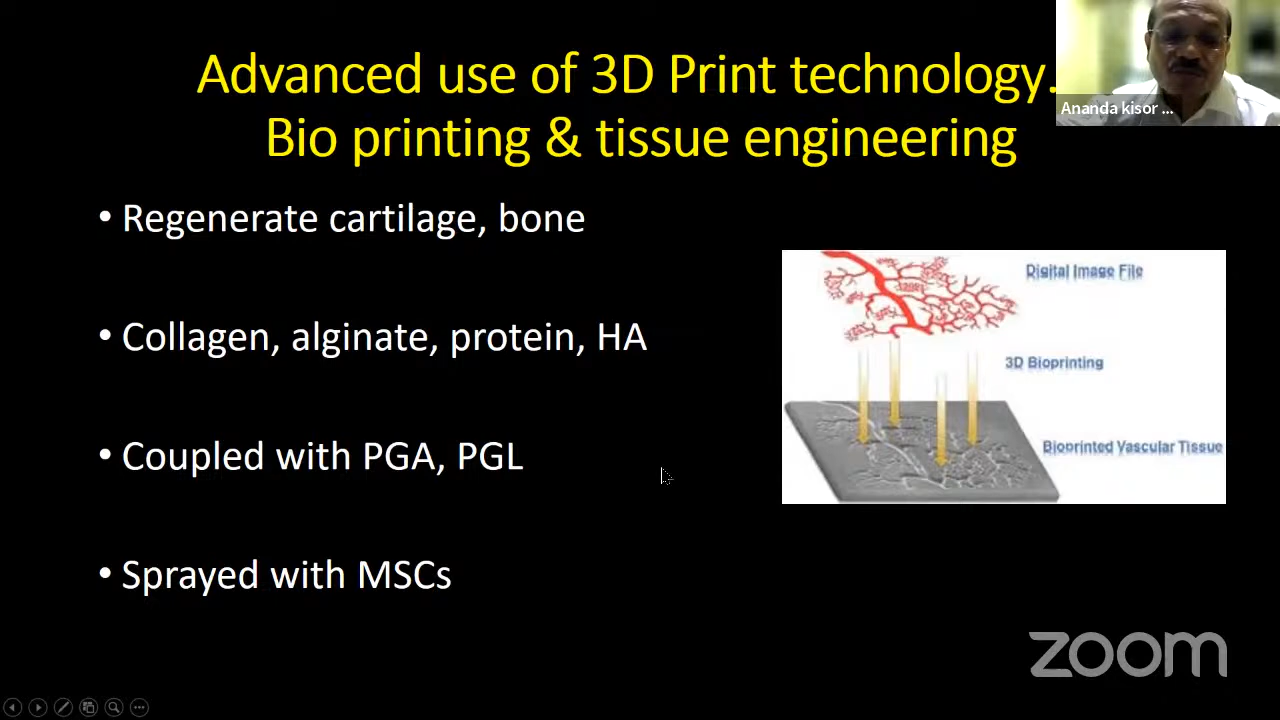 Advanced use of 3D Print technology.
Bio printing & tissue engineering
Ananda kisor ...
• Regenerate cartilage, bone
• Collagen, alginate, protein, HA
• Coupled with PGA, PGL
• Sprayed with MSCs
Digital Image File
3D Bioprinting
Bioprinted Vascular Tissue
zoom